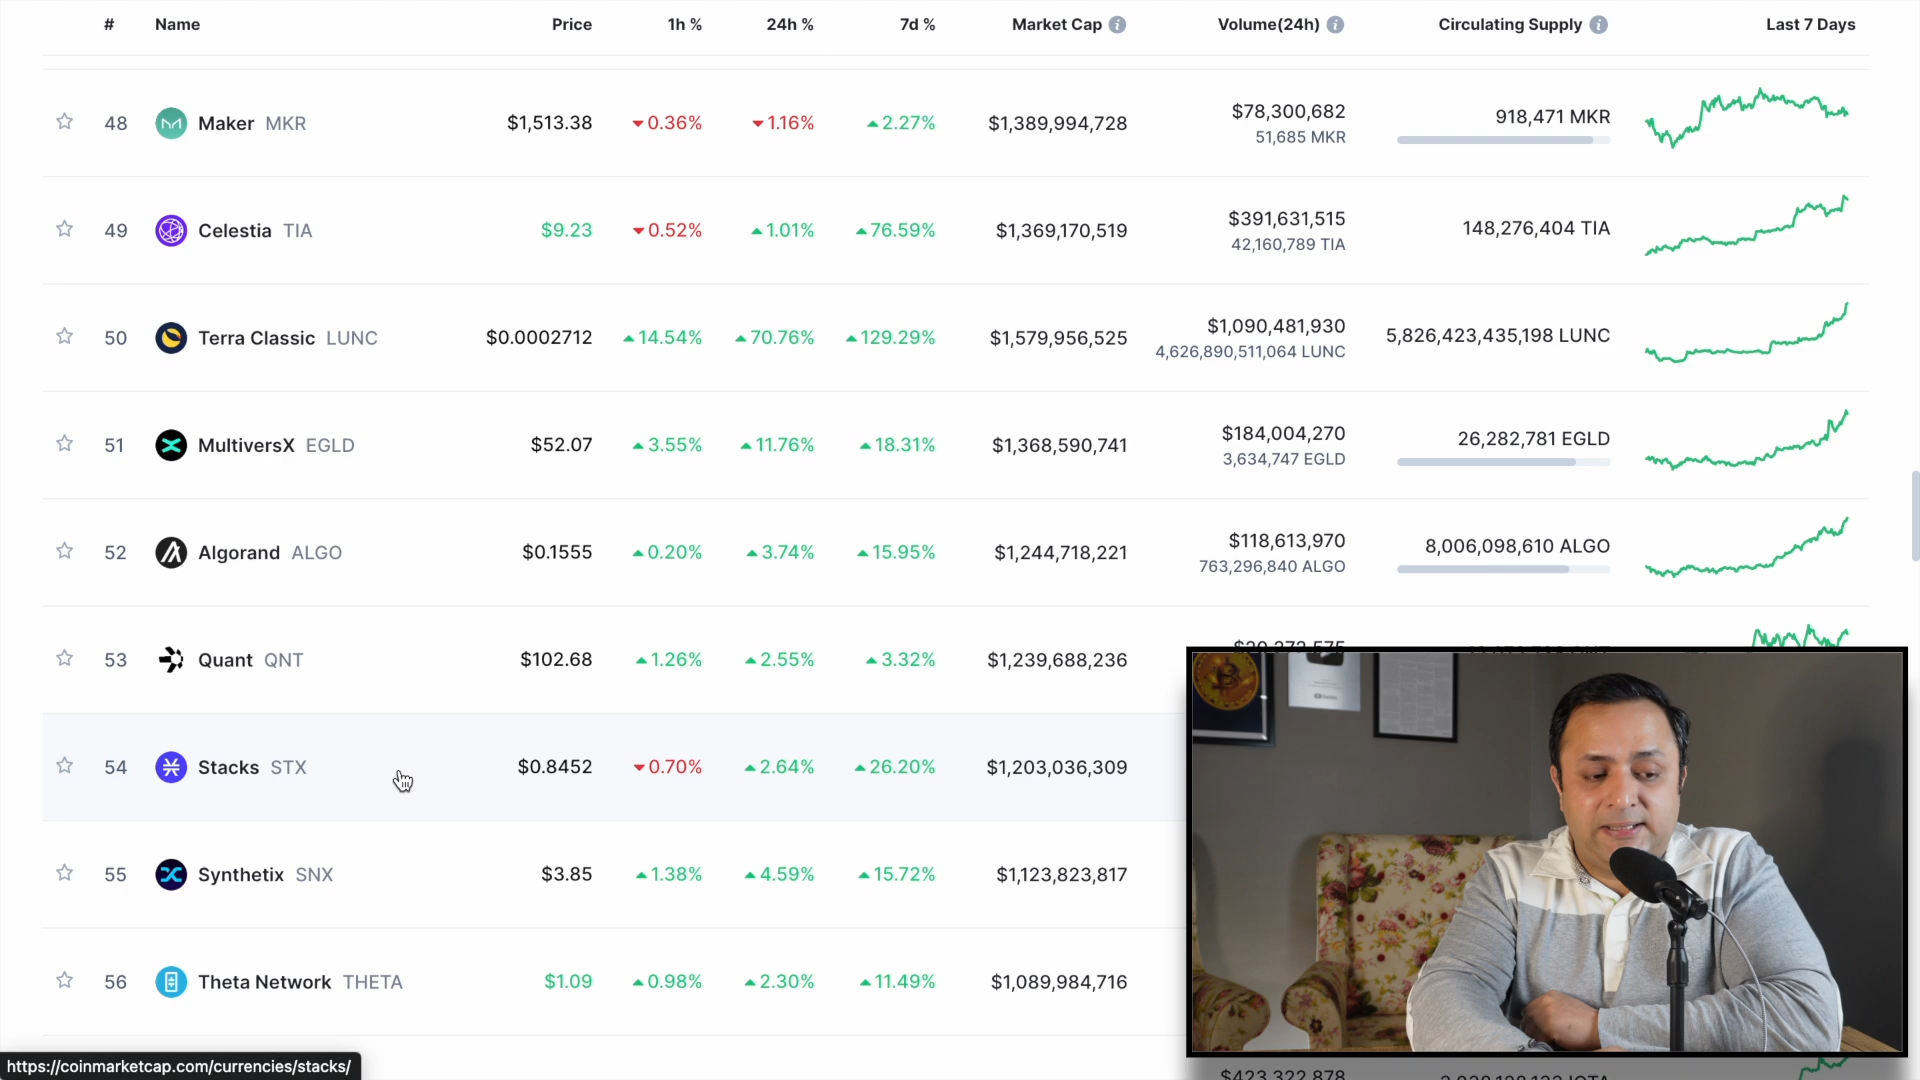 # Name Price 1h % 24h % 7d % Market Cap Volume(24h) Circulating Supply Last 7 Days
48 Maker MKR $1,513.38 0.36% 1.16% 2.27% $1,389,994,728 $78,300,682 918,471 MKR
51,685 MKR
49 Celestia TIA $9.23 0.52% 1.01% 76.59% $1,369,170,519 $391,631,515 148,276,404 TIA
42,160,789 TIA
50 Terra Classic LUNC $0.0002712 14.54% 70.76% 129.29% $1,579,956,525 $1,090,481,930 5,826,423,435,198 LUNC
4,626,890,511,064 LUNC
51 MultiversX EGLD $52.07 3.55% 11.76% 18.31% $1,368,590,741 $184,004,270 26,282,781 EGLD
3,634,747 EGLD
52 Algorand ALGO $0.1555 0.20% 3.74% 15.95% $1,244,718,221 $118,613,970 8,006,098,610 ALGO
763,296,840 ALGO
53 Quant QNT $102.68 1.26% 2.55% 3.32% $1,239,688,236
54 Stacks STX $0.8452 0.70% 2.64% 26.20% $1,203,036,309
55 Synthetix SNX $3.85 1.38% 4.59% 15.72% $1,123,823,817
56 Theta Network THETA $1.09 0.98% 2.30% 11.49% $1,089,984,716
https://coinmarketcap.com/currencies/stacks/